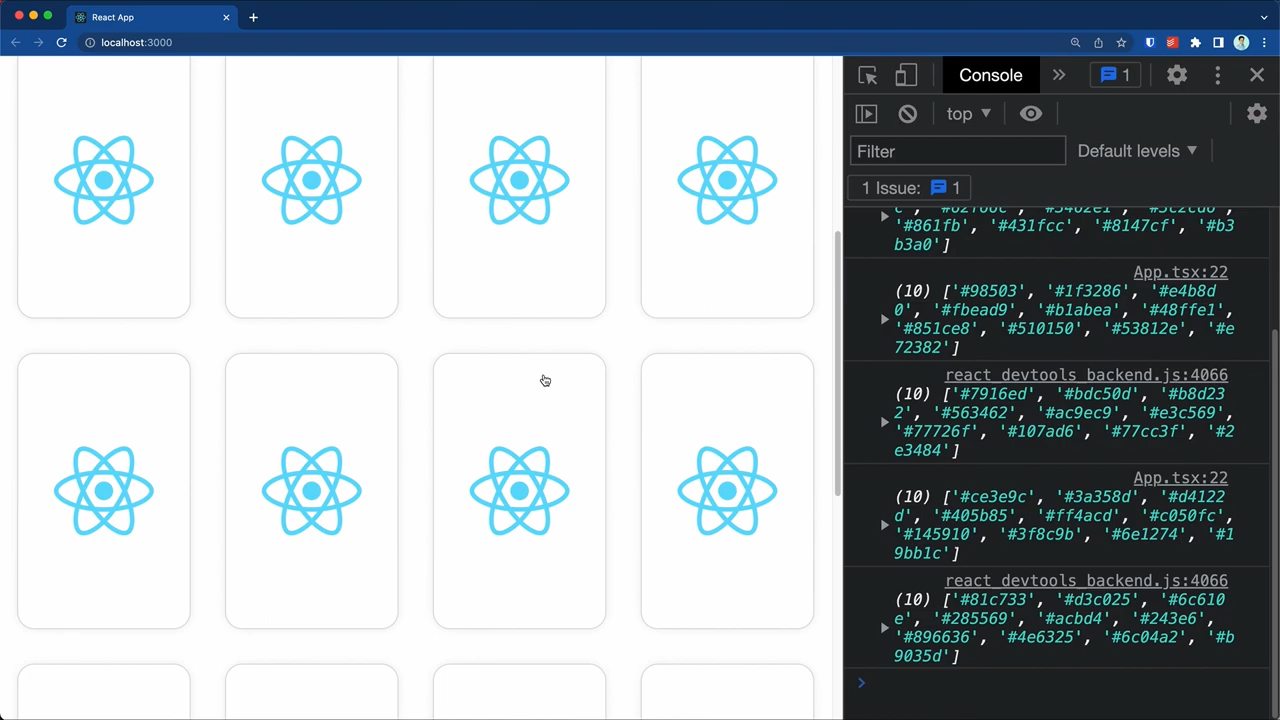 React App
localhost:3000
Console
1
top
Filter
Default levels
1 Issue: 1
'#861fb', '#431fcc', '#8147cf', '#b3
b3a0']
App.tsx:22
(10) ['#98503', '#1f3286', '#e4b8d
0', '#fbead9', '#b1abea', '#48ffe1',
'#851ce8', '#510150', '#53812e', '#e
72382']
react_devtools_backend.js:4066
(10) ['#7916ed', '#bdc50d', '#b8d23
2', '#563462', '#ac9ec9', '#e3c569',
'#77726f', '#107ad6', '#77cc3f', '#2
e3484']
App.tsx:22
(10) ['#ce3e9c', '#3a358d', '#d4122
d', '#405b85', '#ff4acd', '#c050fc',
'#145910', '#3f8c9b', '#6e1274', '#1
9bb1c']
react_devtools_backend.js:4066
(10) ['#81c733', '#d3c025', '#6c610
e', '#285569', '#acbd4', '#243e6',
'#896636', '#4e6325', '#6c04a2', '#b
9035d']